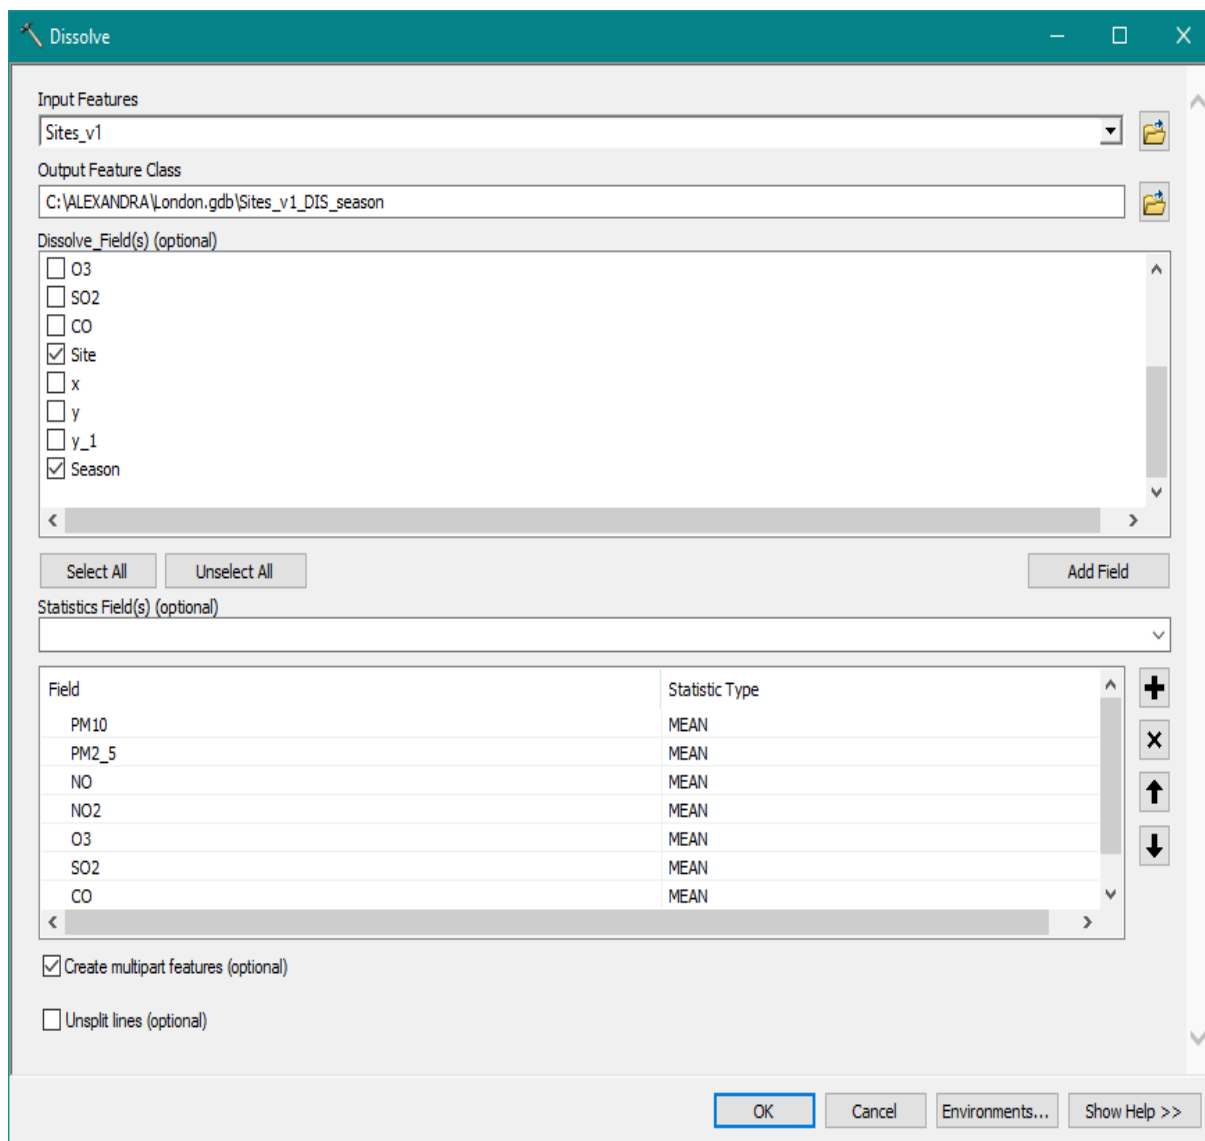 Dissolve
Input Features
Sites_v1
Output Feature Class
C:\ALEXANDRA\London.gdb\Sites_v1_DIS_season
Dissolve_Field(s) (optional)
O3
SO2
CO
Site
x
y
y_1
Season
Select All Unselect All Add Field
Statistics Field(s) (optional)
Field Statistic Type
PM10 MEAN
PM2_5 MEAN
NO MEAN
NO2 MEAN
O3 MEAN
SO2 MEAN
CO MEAN
Create multipart features (optional)
Unsplit lines (optional)
OK Cancel Environments... Show Help >>